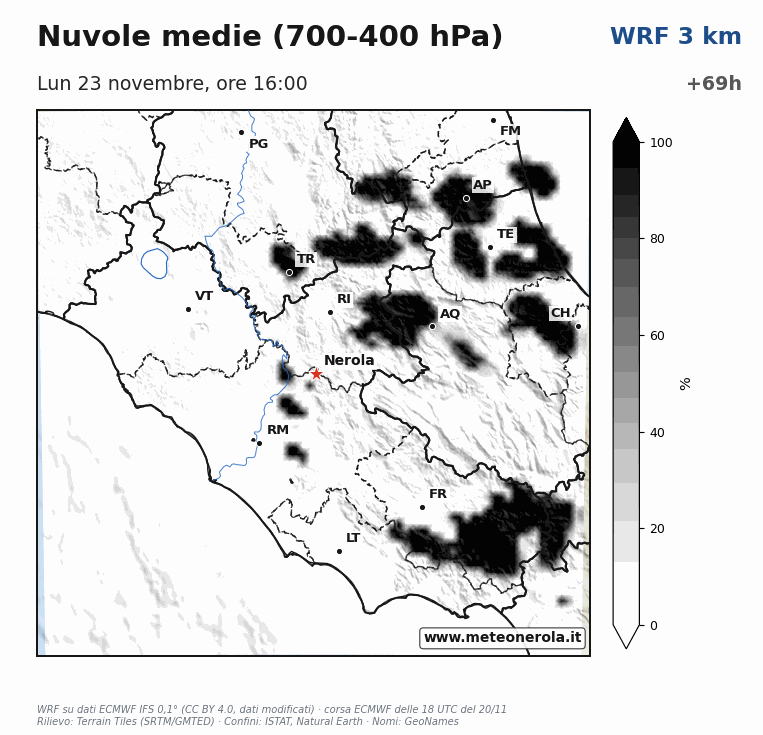 Nuvole medie (700-400 hPa)
WRF 3 km
Lun 23 novembre, ore 16:00
+69h
FM
PG
AP
TE
TR
VT
RI
AQ
CH.
Nerola
RM
FR
LT
www.meteonerola.it
100
80
60
40
20
0
%
WRF su dati ECMWF IFS 0,1° (CC BY 4.0, dati modificati) · corsa ECMWF delle 18 UTC del 20/11
Rilievo: Terrain Tiles (SRTM/GMTED) · Confini: ISTAT, Natural Earth · Nomi: GeoNames